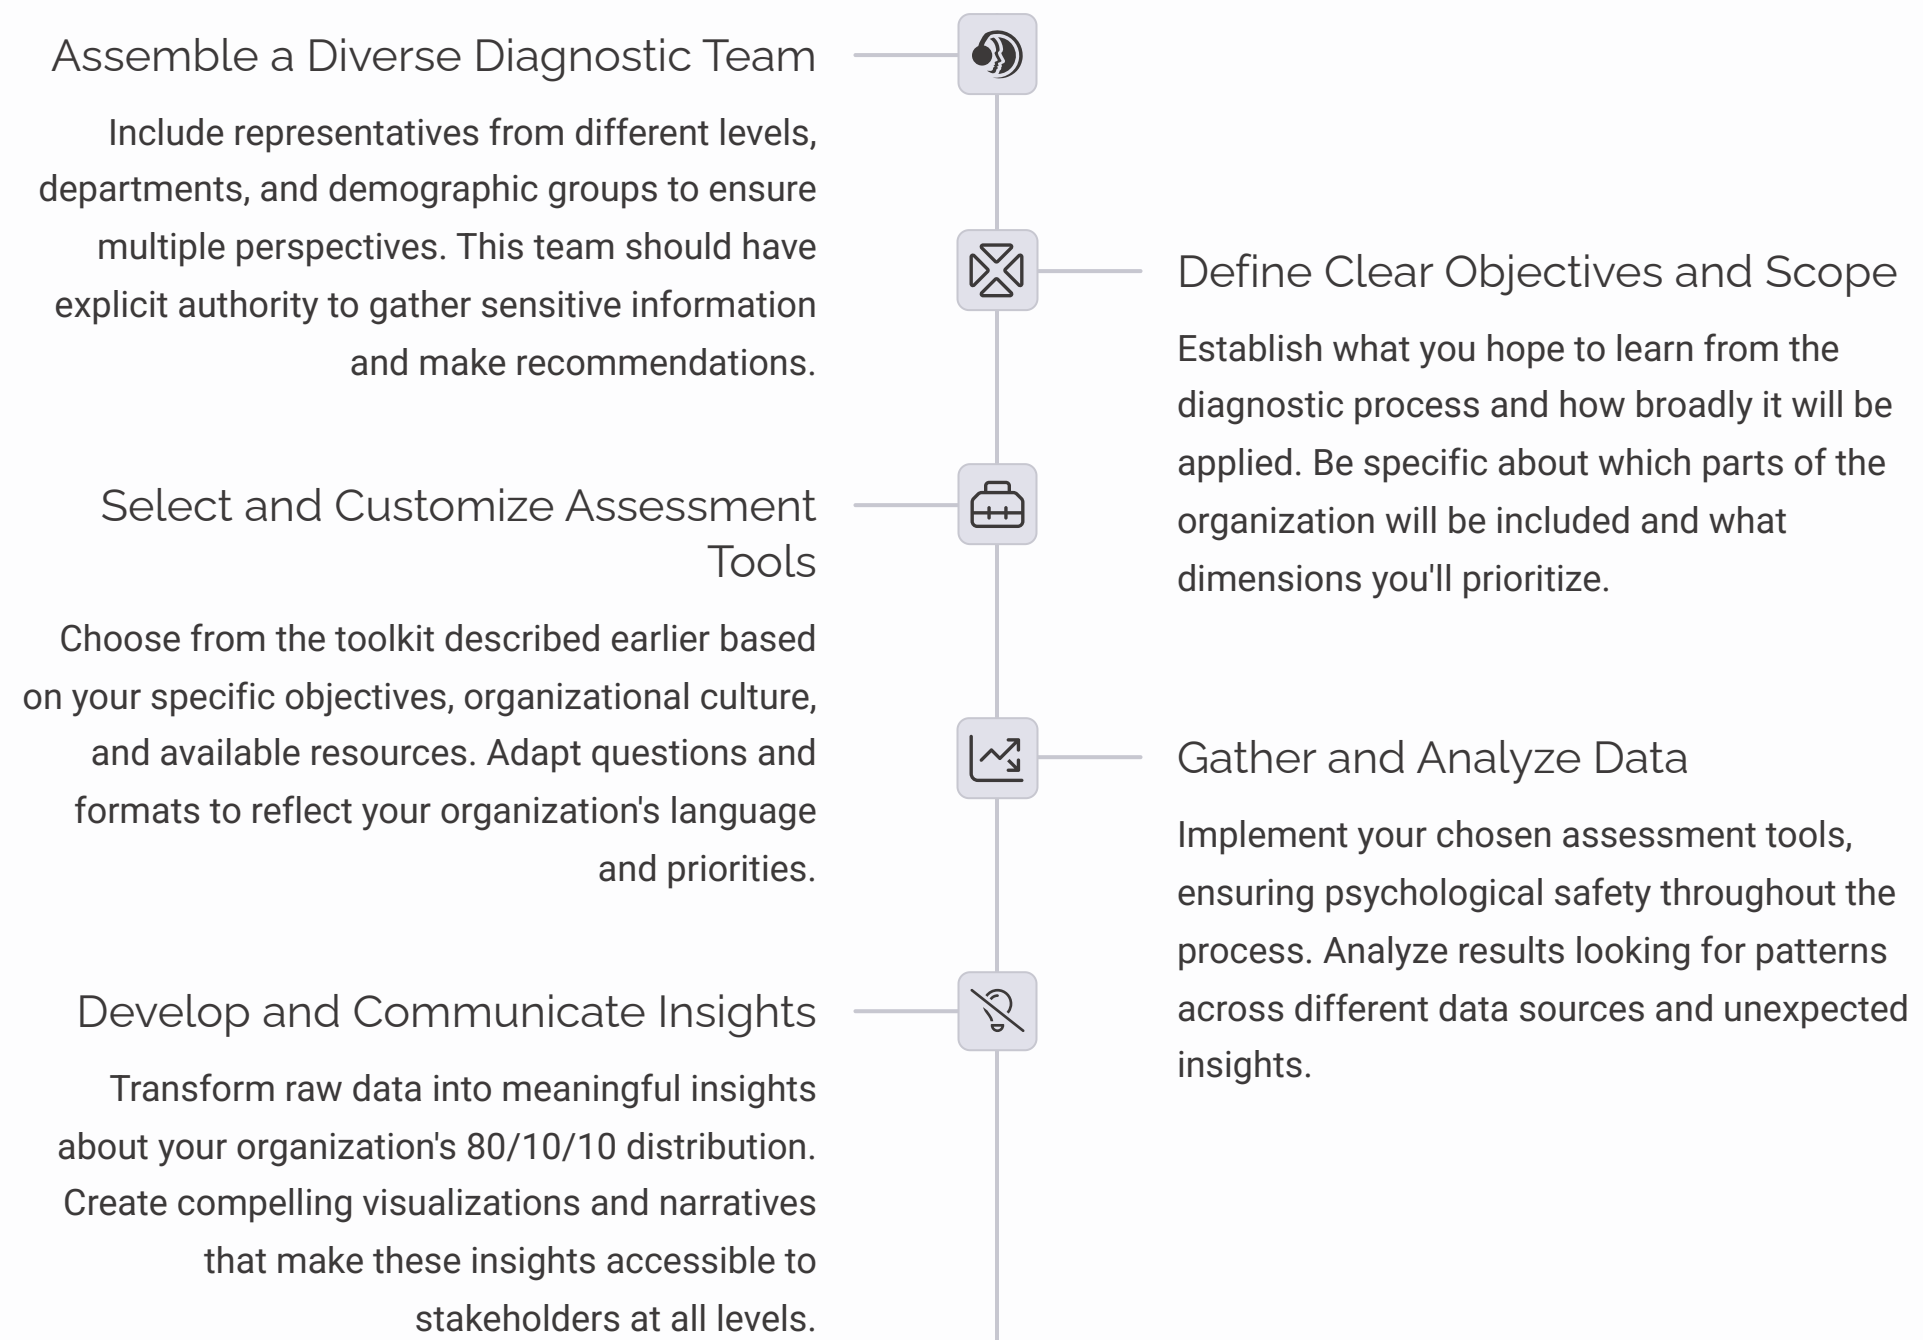 Assemble a Diverse Diagnostic Team
Include representatives from different levels,
departments, and demographic groups to ensure
multiple perspectives. This team should have
explicit authority to gather sensitive information
and make recommendations.
Define Clear Objectives and Scope
Establish what you hope to learn from the
diagnostic process and how broadly it will be
applied. Be specific about which parts of the
organization will be included and what
dimensions you'll prioritize.
Select and Customize Assessment
Tools
Choose from the toolkit described earlier based
on your specific objectives, organizational culture,
and available resources. Adapt questions and
formats to reflect your organization's language
and priorities.
Gather and Analyze Data
Implement your chosen assessment tools,
ensuring psychological safety throughout the
process. Analyze results looking for patterns
across different data sources and unexpected
insights.
Develop and Communicate Insights
Transform raw data into meaningful insights
about your organization's 80/10/10 distribution.
Create compelling visualizations and narratives
that make these insights accessible to
stakeholders at all levels.